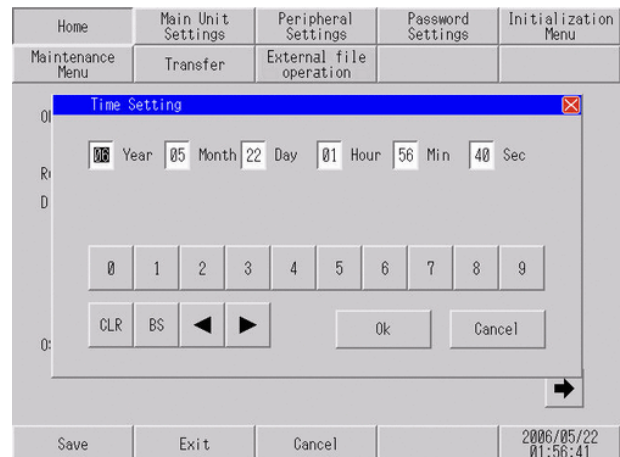 Home
Main Unit
Settings
Peripheral
Settings
Password
Settings
Initialization
Menu
Maintenance
Menu
Transfer
External file
operation
Time Setting
06 Year 05 Month 22 Day 01 Hour 56 Min 40 Sec
D
0 1 2 3 4 5 6 7 8 9
CLR BS Ok Cancel
Save
Exit
Cancel
2006/05/22
01:56:41